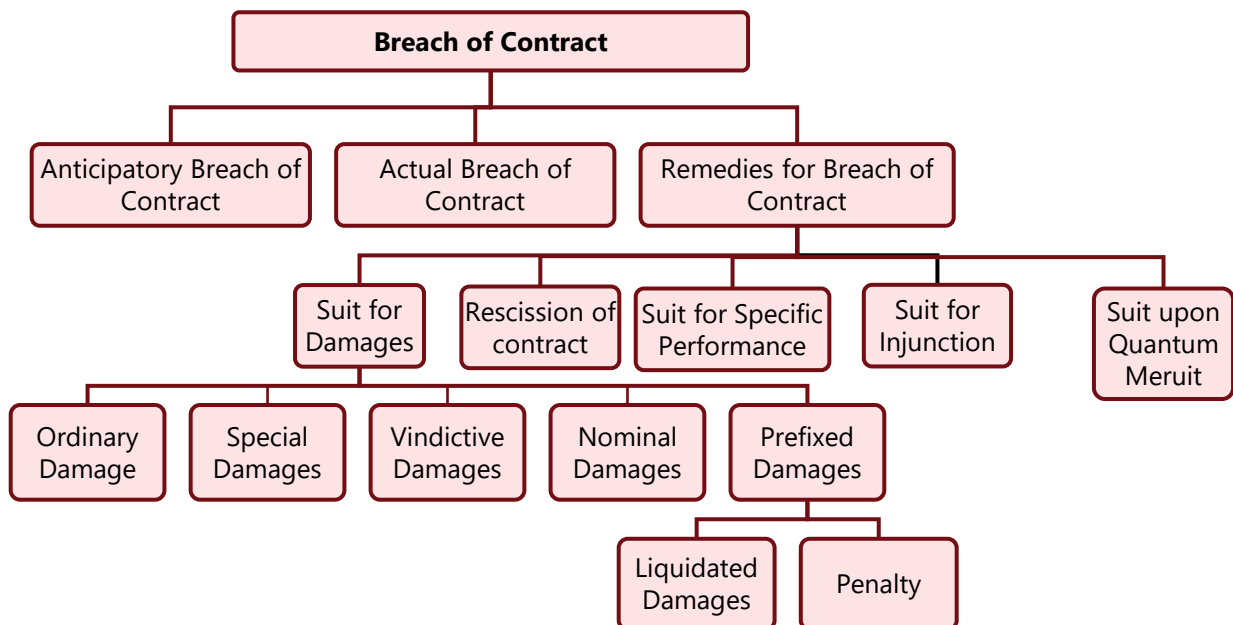 Breach of Contract
Anticipatory Breach of
Contract
Actual Breach of
Contract
Remedies for Breach of
Contract
Suit for
Damages
Rescission of
contract
Suit for Specific
Performance
Suit for
Injunction
Suit upon
Quantum
Meruit
Ordinary
Damage
Special
Damages
Vindictive
Damages
Nominal
Damages
Prefixed
Damages
Liquidated
Damages
Penalty